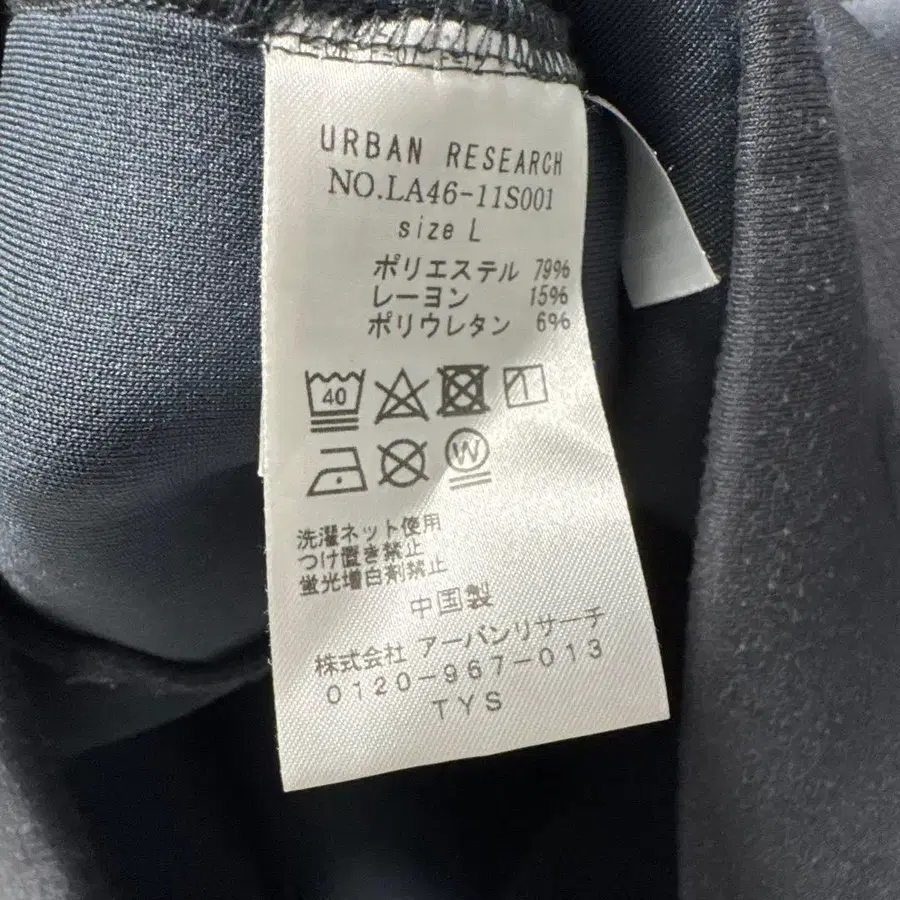 URBAN RESEARCH
NO.LA46-11S001
size L
ポリエステル 79%
レーヨン 15%
ポリウレタン 6%
40
W
洗濯ネット使用
つけ置き禁止
蛍光増白剤禁止
中国製
株式会社 アーバンリサーチ
0120-967-013
TYS